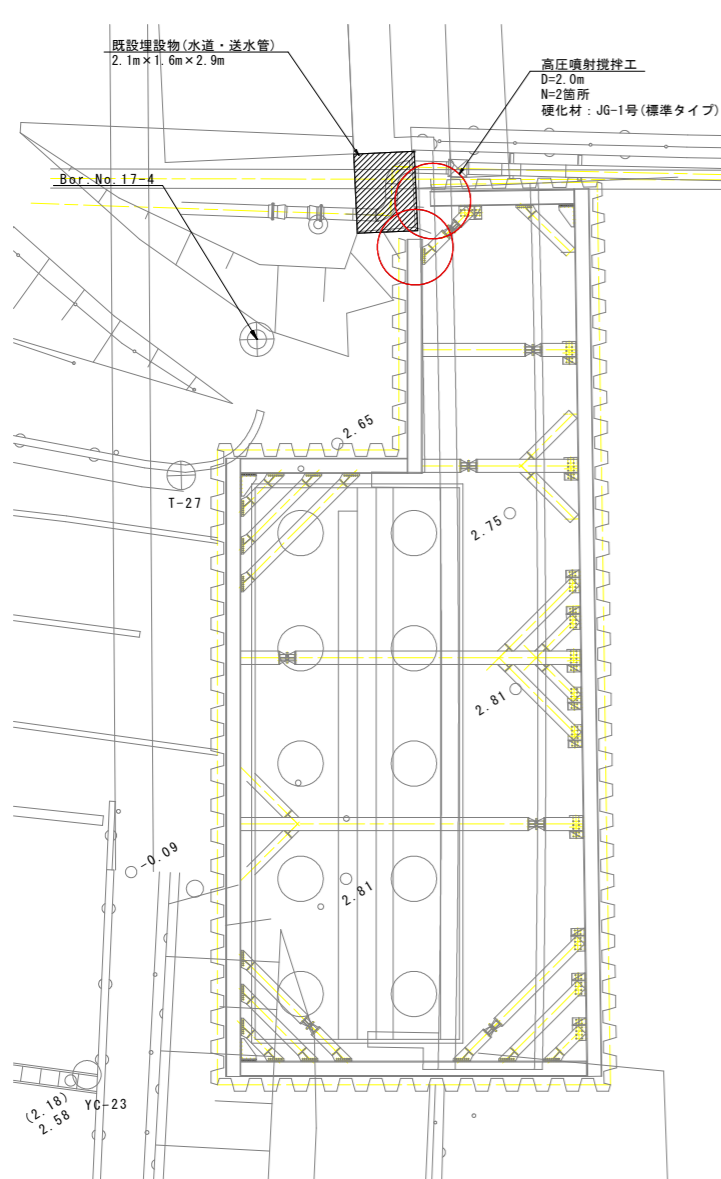 既設埋設物(水道・送水管)
2.1m×1.6m×2.9m
高圧噴射撹拌工
D=2.0m
N=2箇所
硬化材：JG-1号(標準タイプ)
Bor.No.17-4
2.65
T-27
2.75
2.81
-0.09
2.81
(2.18)
2.58
YC-23